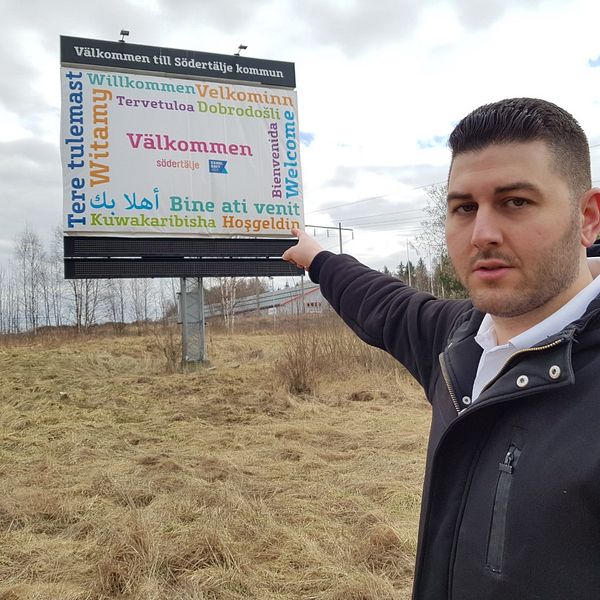 Välkommen till Södertälje kommun
Tere tulemast
Witamy
Willkommen
Velkominn
Tervetuloa
Dobrodošli
Välkommen
södertälje
Bienvenida
Welcome
أهلا بك
Bine ati venit
Kuwakaribisha
Hoşgeldin